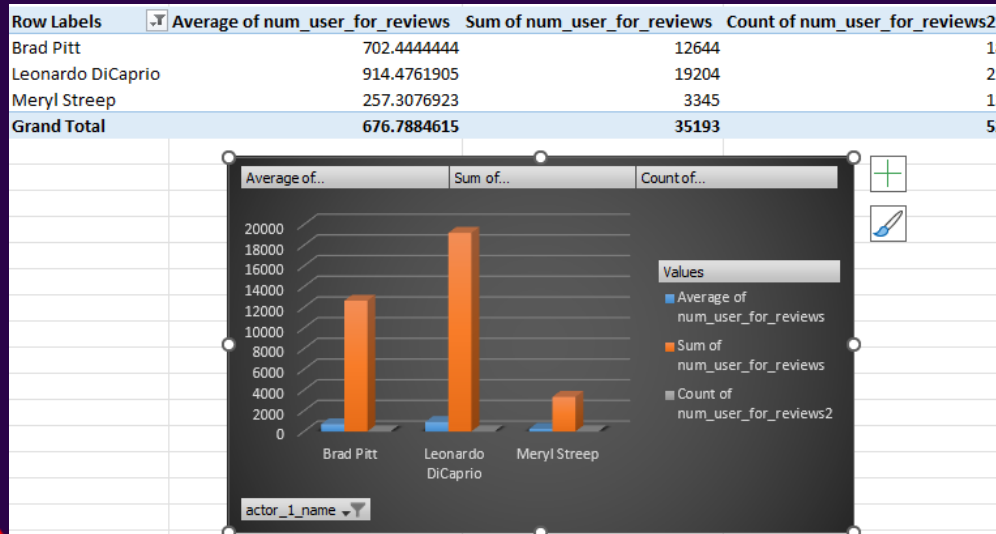 Row Labels Average of num_user_for_reviews Sum of num_user_for_reviews Count of num_user_for_reviews2
Brad Pitt 702.4444444 12644
Leonardo DiCaprio 914.4761905 19204
Meryl Streep 257.3076923 3345
Grand Total 676.7884615 35193
Average of... Sum of... Count of...
20000
18000
16000
14000
12000
10000
8000
6000
4000
2000
0
Brad Pitt
Leonardo
DiCaprio
Meryl Streep
Values
Average of
num_user_for_reviews
Sum of
num_user_for_reviews
Count of
num_user_for_reviews2
actor_1_name